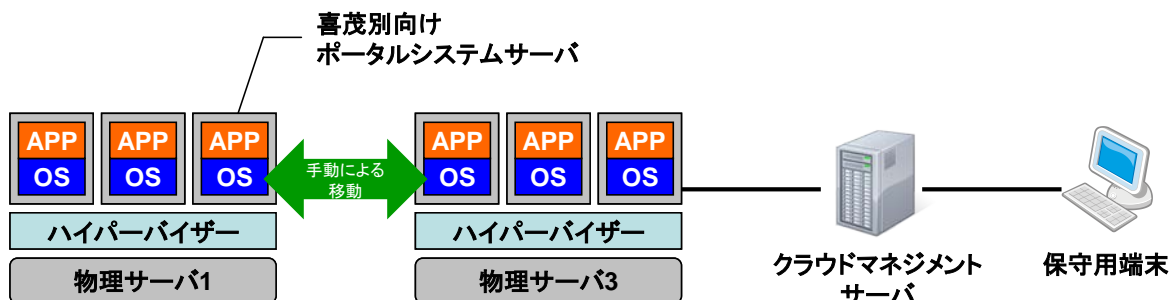 喜茂別向け
ポータルシステムサーバ
APP APP APP APP APP APP
OS OS OS OS OS OS
手動による
移動
ハイパーバイザー ハイパーバイザー
物理サーバ1 物理サーバ3
クラウドマネジメント
サーバ
保守用端末